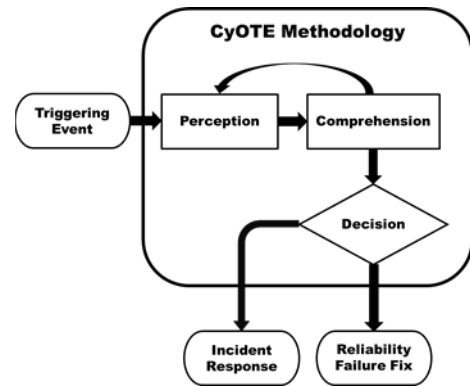 CyOTE Methodology
Triggering
Event
Perception
Comprehension
Decision
Incident
Response
Reliability
Failure Fix